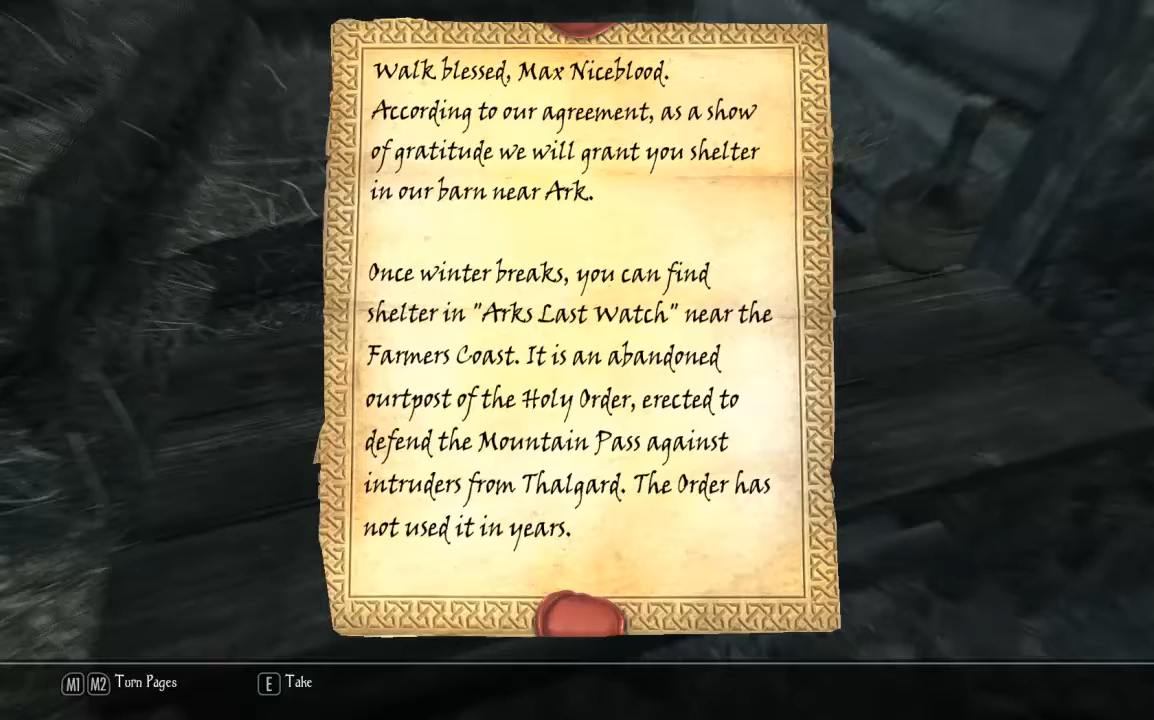 Walk blessed, Max Niceblood.
According to our agreement, as a show
of gratitude we will grant you shelter
in our barn near Ark.
Once winter breaks, you can find
shelter in "Arks Last Watch" near the
Farmers Coast. It is an abandoned
ourtpost of the Holy Order, erected to
defend the Mountain Pass against
intruders from Thalgard. The Order has
not used it in years.
M1 M2 Turn Pages E Take